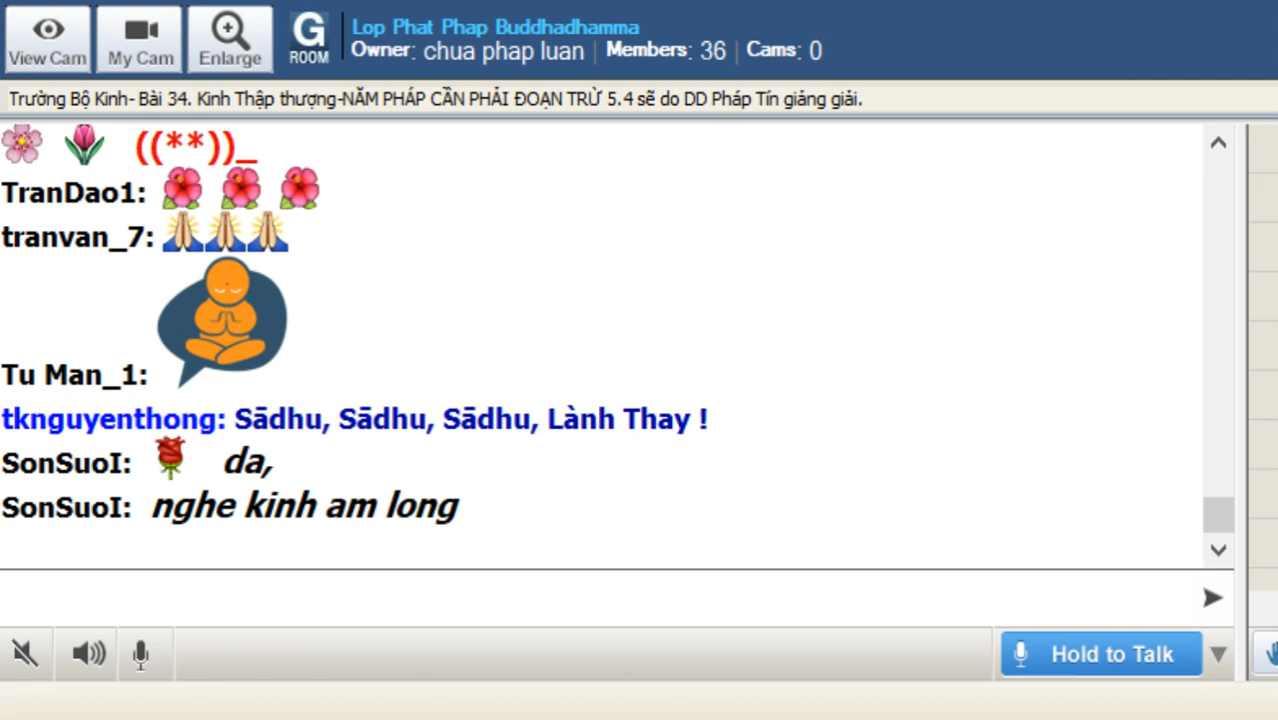 View Cam
My Cam
Enlarge
G
ROOM
Lop Phat Phap Buddhadhamma
Owner: chua phap luan | Members: 36 | Cams: 0
Trường Bộ Kinh- Bài 34. Kinh Thập thượng-NĂM PHÁP CẦN PHẢI ĐOẠN TRỪ 5.4 sẽ do DD Pháp Tín giảng giải.
((**))_
TranDao1:
tranvan_7:
Tu Man_1:
tknguyenthong: Sādhu, Sādhu, Sādhu, Lành Thay !
SonSuoI: da,
SonSuoI: nghe kinh am long
Hold to Talk